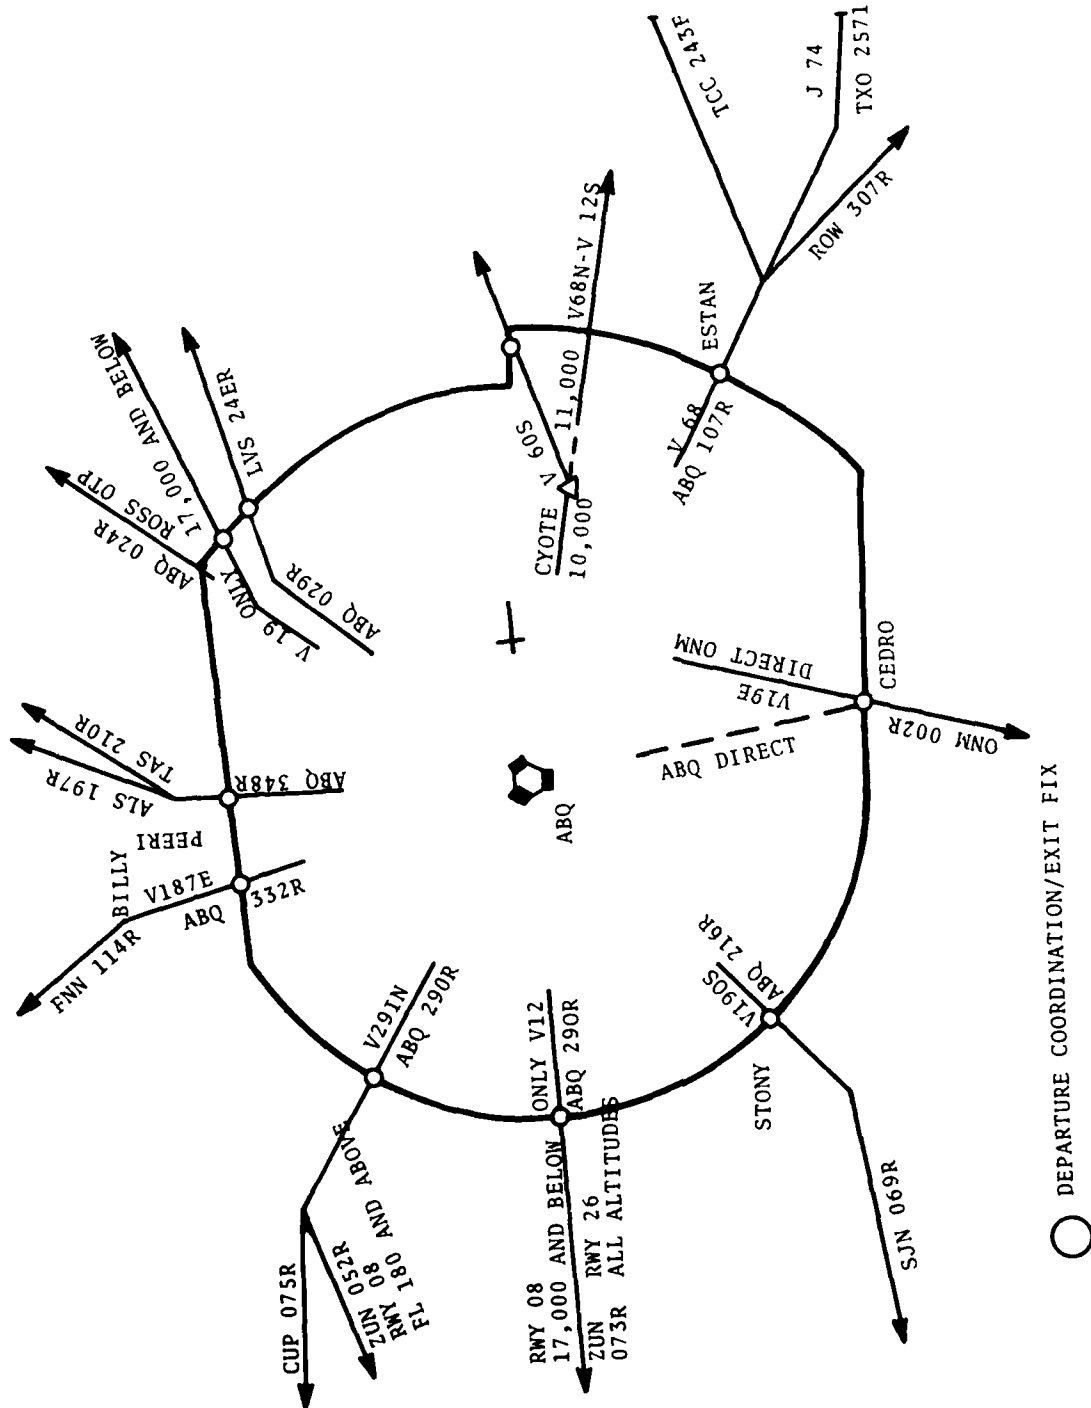 FNN 114R
BILLY
V187E
ABQ
332R
PEERI
ALS 197R
TAS 210R
ABQ 348R
ABQ 024R
ROSS OTP
17,000 AND BELOW
V 19 ONLY
LVS 24ER
ABQ 029R
V 60S
CYOTE
10,000
11,000
V68N-V 12S
TCC 243F
J 74
TXO 2571
ROW 307R
ESTAN
V 68
ABQ 107R
CEDRO
DIRECT ONM
V19E
ABQ DIRECT
ONM 002R
ABQ
V29IN
ABQ 290R
CUP 075R
ZUN 052R
RWY 08
FL 180 AND ABOVE
ONLY V12
ABQ 290R
RWY 08
17,000 AND BELOW
ZUN RWY 26
073R ALL ALTITUDES
V190S
ABQ 216R
STONY
SJN 069R
DEPARTURE COORDINATION/EXIT FIX